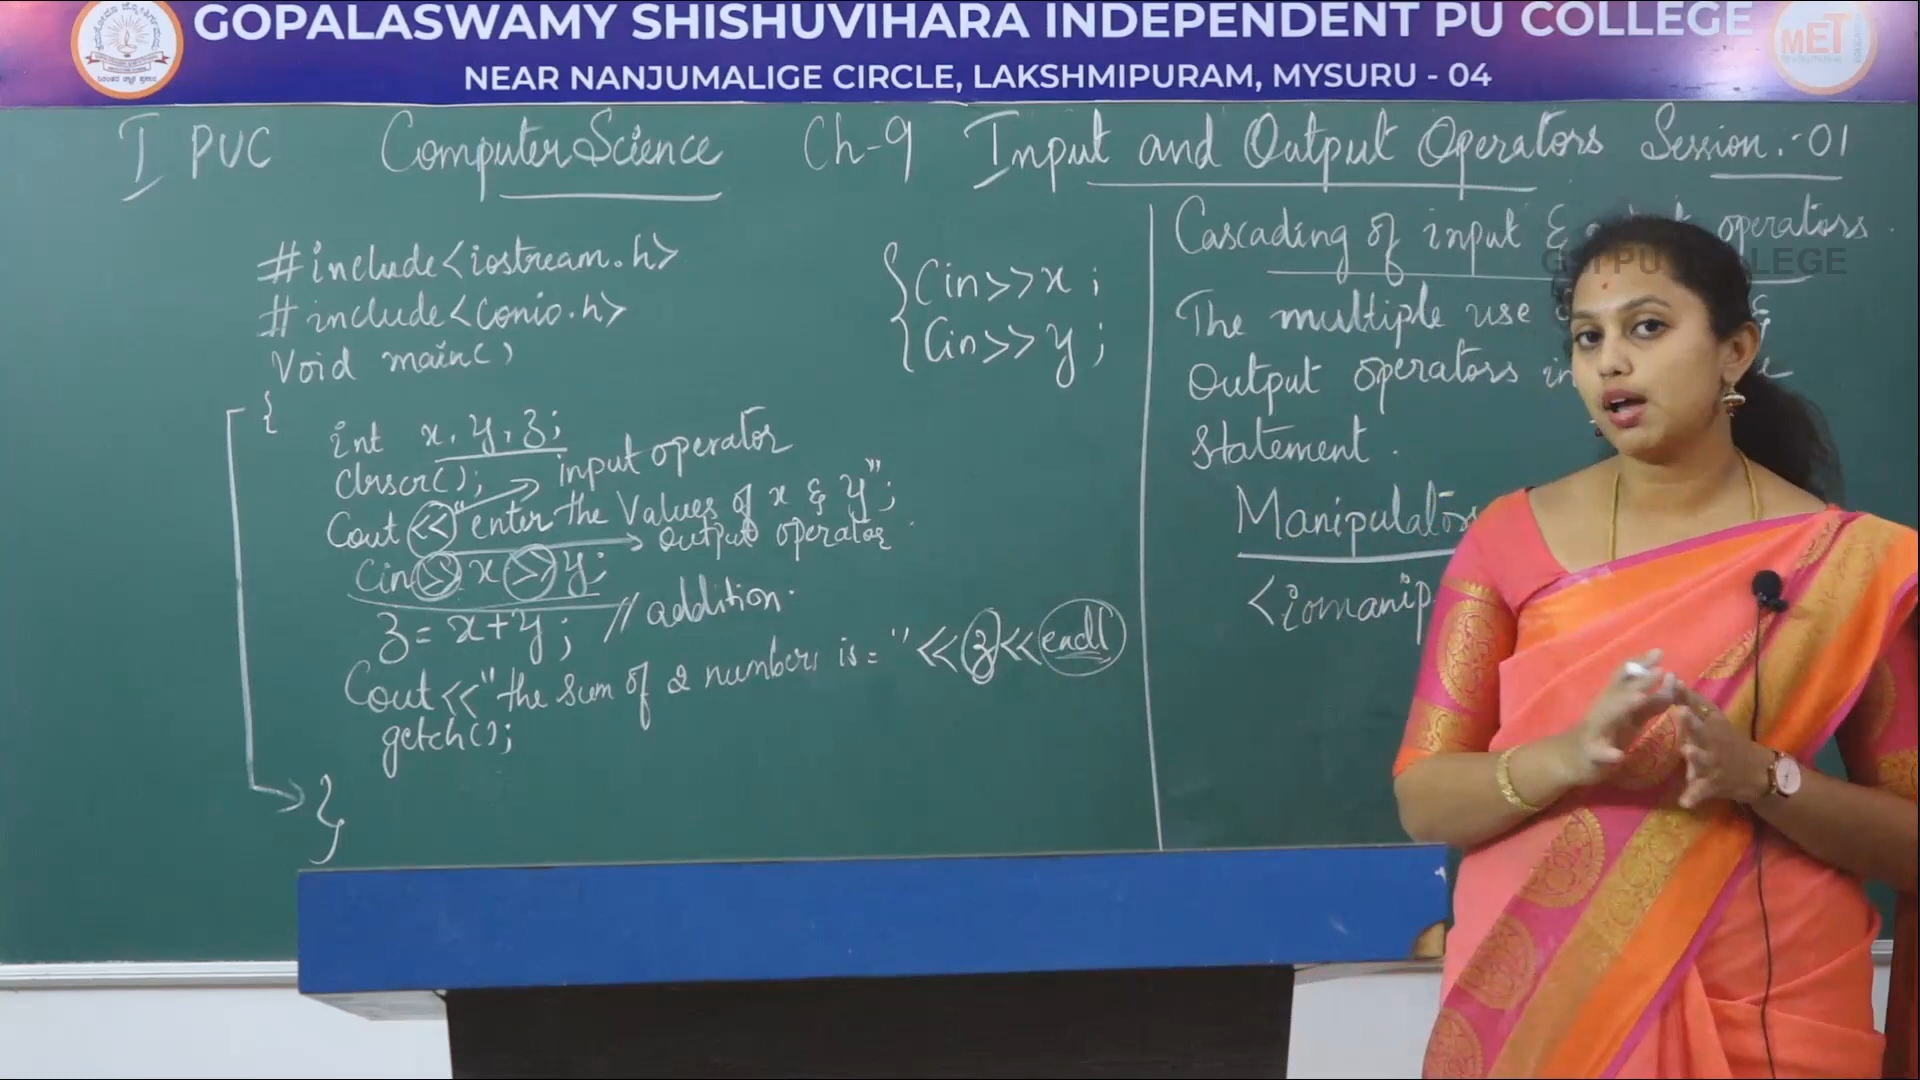 GOPALASWAMY SHISHUVIHARA INDEPENDENT PU COLLEGE
MET
NEAR NANJUMALIGE CIRCLE, LAKSHMIPURAM, MYSURU - 04
I PUC Computer Science Ch-9 Input and Output Operators Session:-01
#include<iostream.h>
#include<conio.h>
Void main()
{
int x, y, z;
clrscr();
input operator
Cout << "enter the Values of x & y";
output operator.
Cin>> x >> y;
z = x+y; // addition.
Cout<<"the sum of 2 numbers is = "<<z<<endl
getch();
}
{Cin>>x;
{Cin>>y;
Cascading of input & operators.
The multiple use &
Output operators in
statement.
Manipulators
<iomanip
COLLEGE